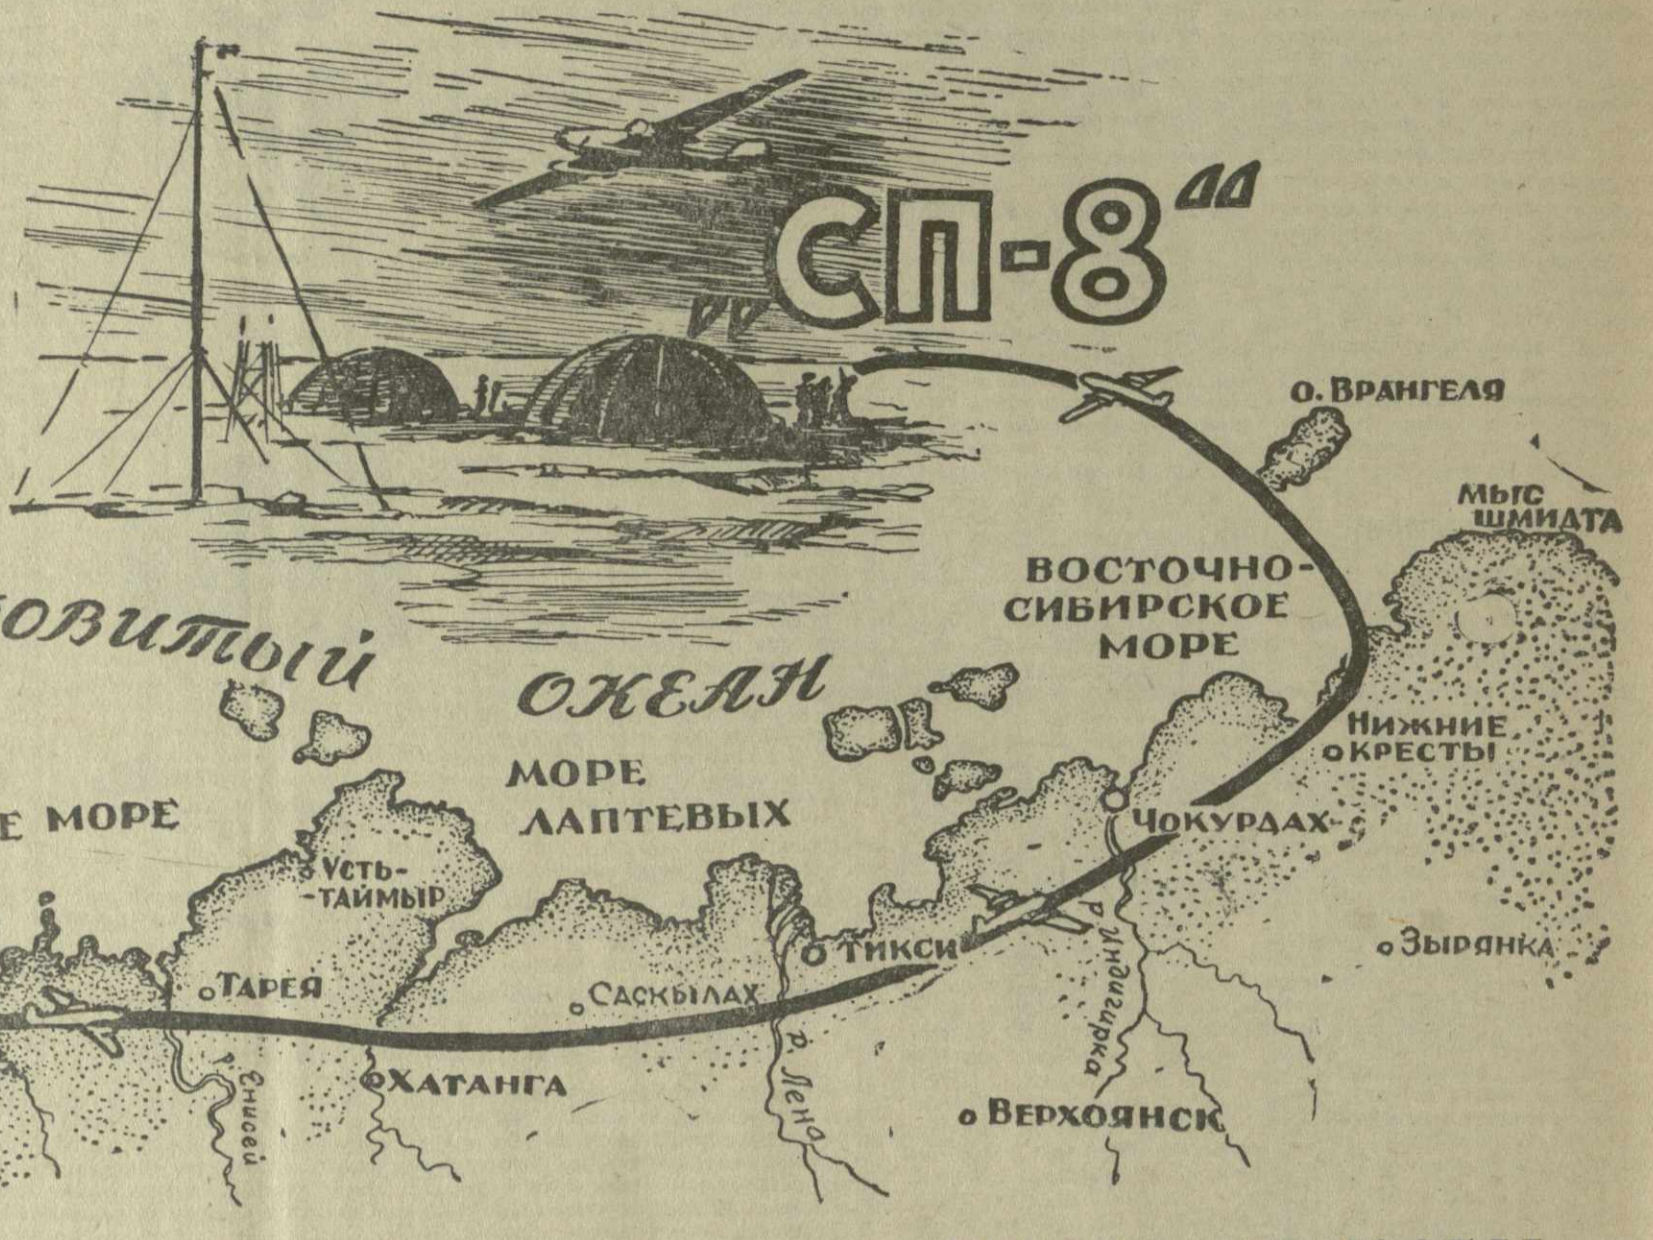 „СП-8“
о. ВРАНГЕЛЯ
МЫС
ШМИДТА
ВОСТОЧНО-
СИБИРСКОЕ
МОРЕ
ОВИТЫЙ
ОКЕАН
НИЖНИЕ
КРЕСТЫ
МОРЕ
ЛАПТЕВЫХ
Е МОРЕ
ЧОКУРДАХ
УСТЬ-
-ТАЙМЫР
ТИКСИ
ЗЫРЯНКА
ТАРЕЯ
САСКЫЛАХ
р. Индигирка
р. Лена
ХАТАНГА
р. Енисей
ВЕРХОЯНСК